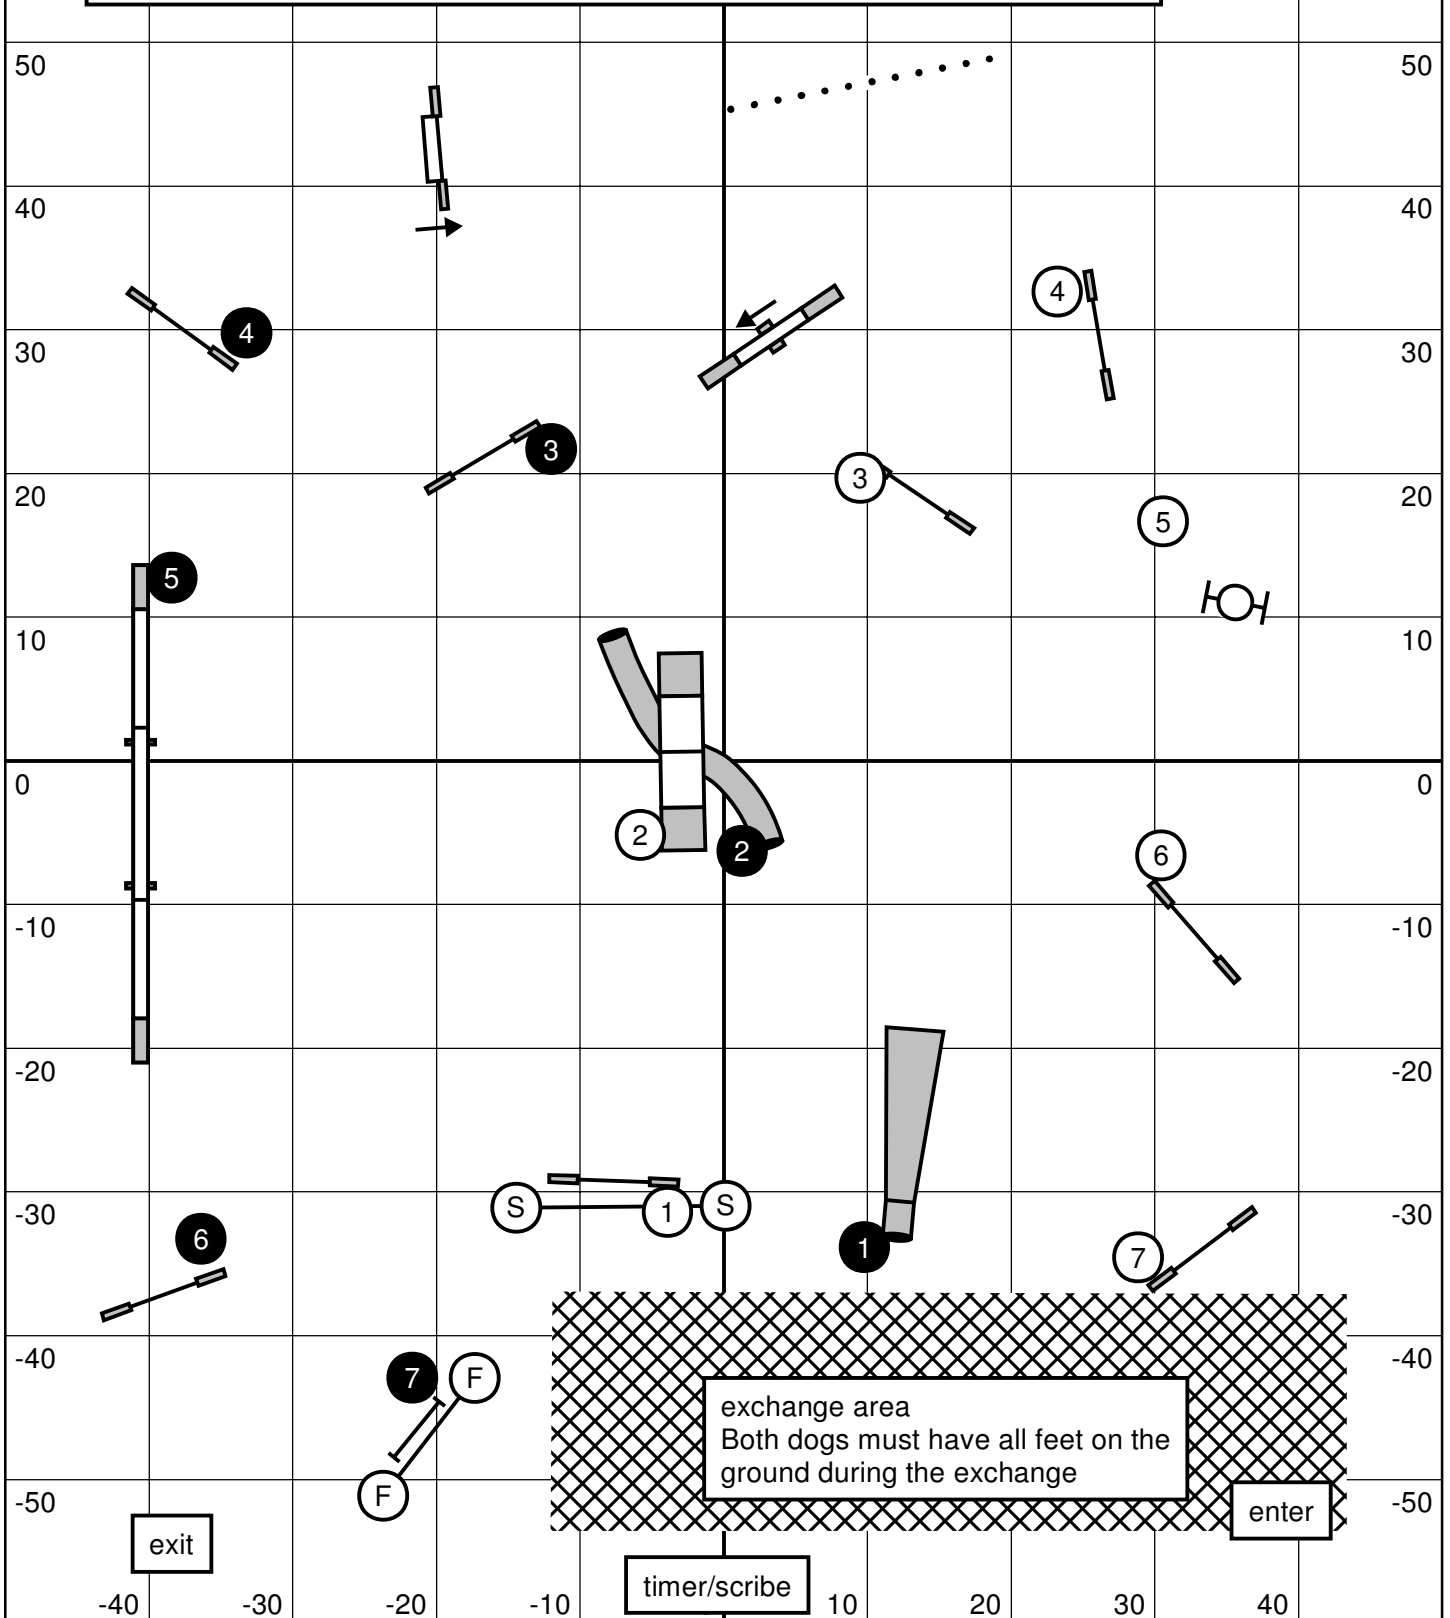 50 50
40 40
4
4
30 30
3
3
20 20
5
5
10 10
0 0
2 2
6
-10 -10
-20 -20
S 1 S
-30 -30
6
1
7
-40 -40
7 F
exchange area
Both dogs must have all feet on the
ground during the exchange
F
-50 -50
enter
exit
timer/scribe
-40 -30 -20 -10 10 20 30 40